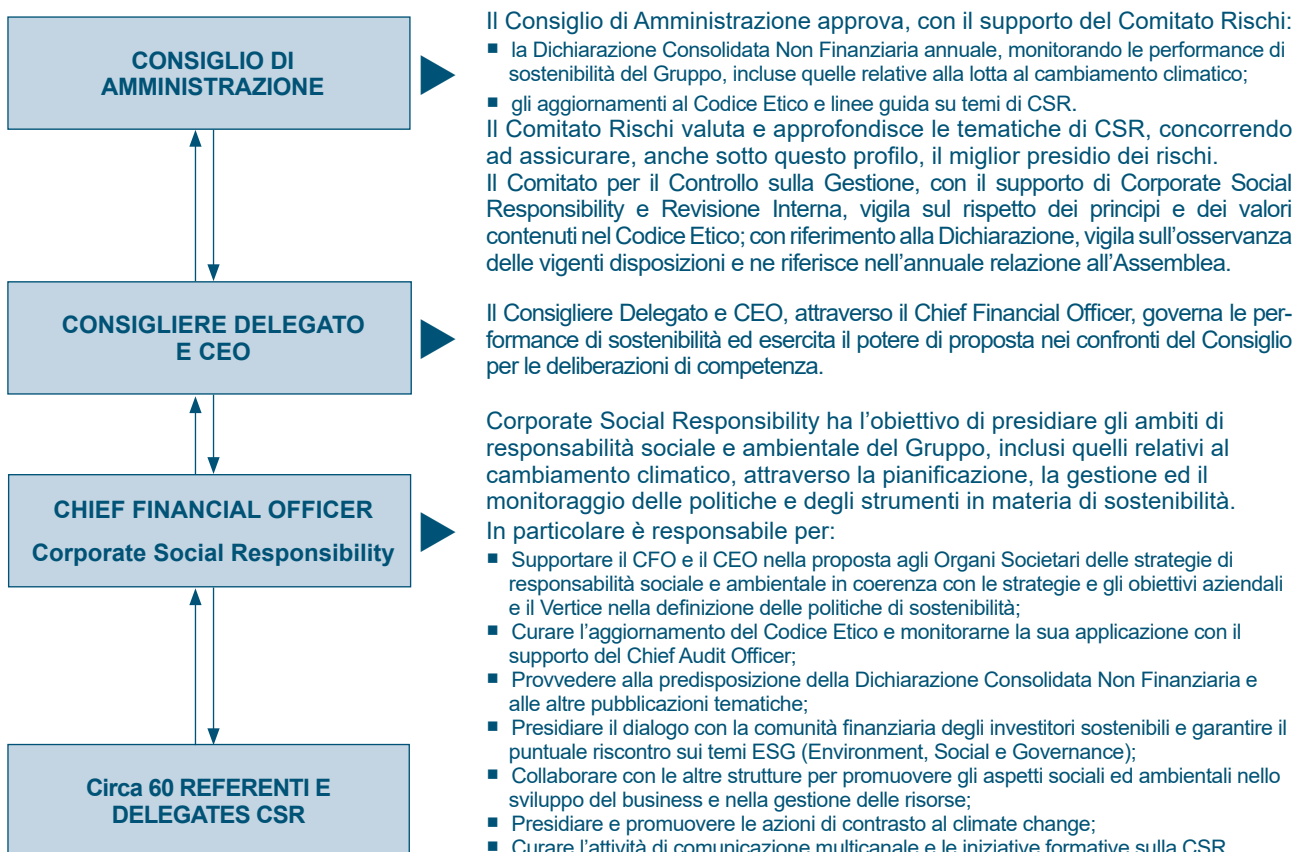 CONSIGLIO DI
AMMINISTRAZIONE
Il Consiglio di Amministrazione approva, con il supporto del Comitato Rischi:
■ la Dichiarazione Consolidata Non Finanziaria annuale, monitorando le performance di
sostenibilità del Gruppo, incluse quelle relative alla lotta al cambiamento climatico;
■ gli aggiornamenti al Codice Etico e linee guida su temi di CSR.
Il Comitato Rischi valuta e approfondisce le tematiche di CSR, concorrendo
ad assicurare, anche sotto questo profilo, il miglior presidio dei rischi.
Il Comitato per il Controllo sulla Gestione, con il supporto di Corporate Social
Responsibility e Revisione Interna, vigila sul rispetto dei principi e dei valori
contenuti nel Codice Etico; con riferimento alla Dichiarazione, vigila sull’osservanza
delle vigenti disposizioni e ne riferisce nell’annuale relazione all’Assemblea.
CONSIGLIERE DELEGATO
E CEO
Il Consigliere Delegato e CEO, attraverso il Chief Financial Officer, governa le per-
formance di sostenibilità ed esercita il potere di proposta nei confronti del Consiglio
per le deliberazioni di competenza.
CHIEF FINANCIAL OFFICER
Corporate Social Responsibility
Corporate Social Responsibility ha l’obiettivo di presidiare gli ambiti di
responsabilità sociale e ambientale del Gruppo, inclusi quelli relativi al
cambiamento climatico, attraverso la pianificazione, la gestione ed il
monitoraggio delle politiche e degli strumenti in materia di sostenibilità.
In particolare è responsabile per:
■ Supportare il CFO e il CEO nella proposta agli Organi Societari delle strategie di
responsabilità sociale e ambientale in coerenza con le strategie e gli obiettivi aziendali
e il Vertice nella definizione delle politiche di sostenibilità;
■ Curare l’aggiornamento del Codice Etico e monitorarne la sua applicazione con il
supporto del Chief Audit Officer;
■ Provvedere alla predisposizione della Dichiarazione Consolidata Non Finanziaria e
alle altre pubblicazioni tematiche;
■ Presidiare il dialogo con la comunità finanziaria degli investitori sostenibili e garantire il
puntuale riscontro sui temi ESG (Environment, Social e Governance);
■ Collaborare con le altre strutture per promuovere gli aspetti sociali ed ambientali nello
sviluppo del business e nella gestione delle risorse;
■ Presidiare e promuovere le azioni di contrasto al climate change;
■ Curare l’attività di comunicazione multicanale e le iniziative formative sulla CSR
Circa 60 REFERENTI E
DELEGATES CSR